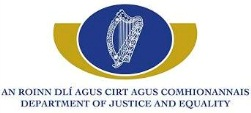 AN ROINN DLÍ AGUS CIRT AGUS COMHIONANNAIS
DEPARTMENT OF JUSTICE AND EQUALITY